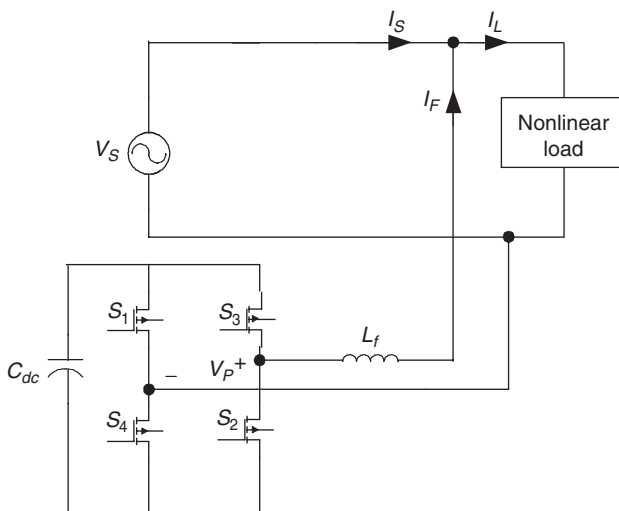 I_S
I_L
I_F
Nonlinear
load
V_S
S_1
S_3
V_P
+
L_f
C_dc
−
S_4
S_2